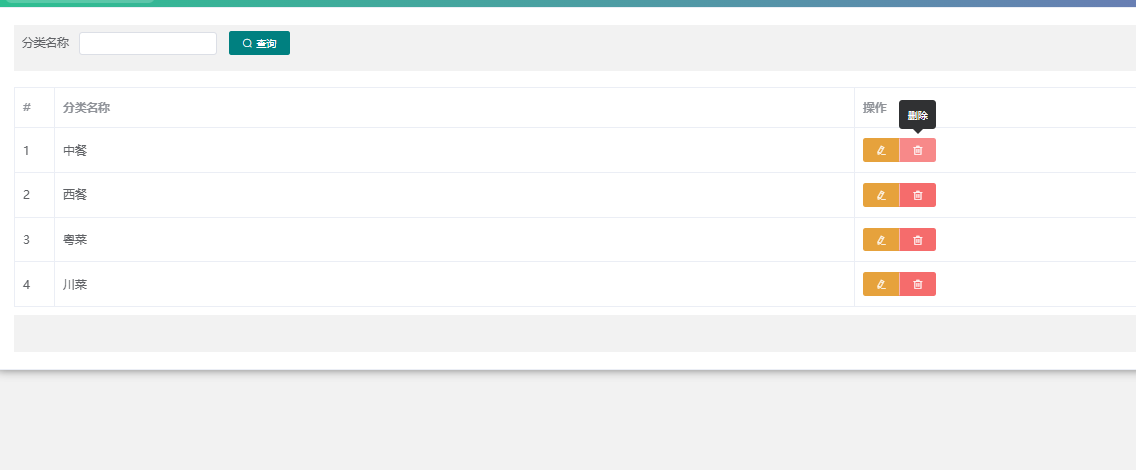 分类名称 查询
# 分类名称 操作
删除
1 中餐
2 西餐
3 粤菜
4 川菜